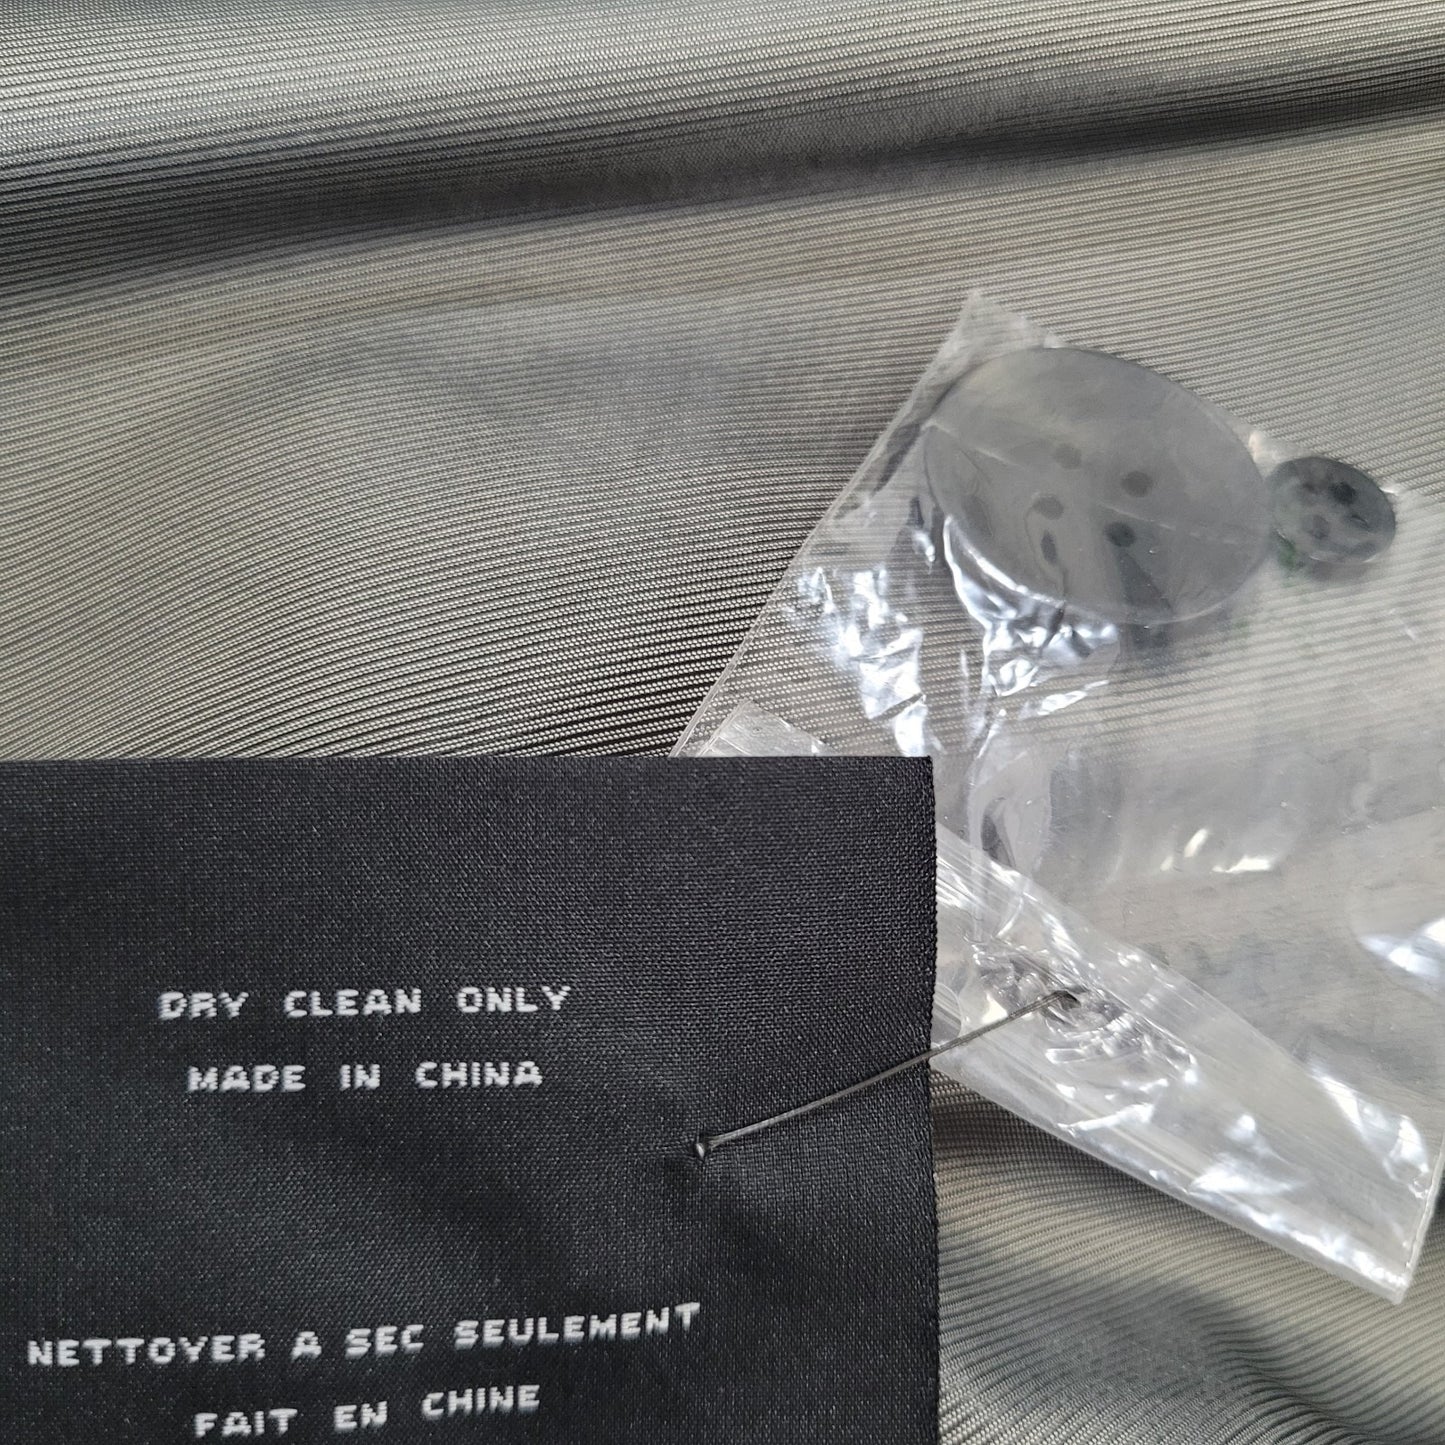 DRY CLEAN ONLY
MADE IN CHINA
NETTOYER A SEC SEULEMENT
FAIT EN CHINE